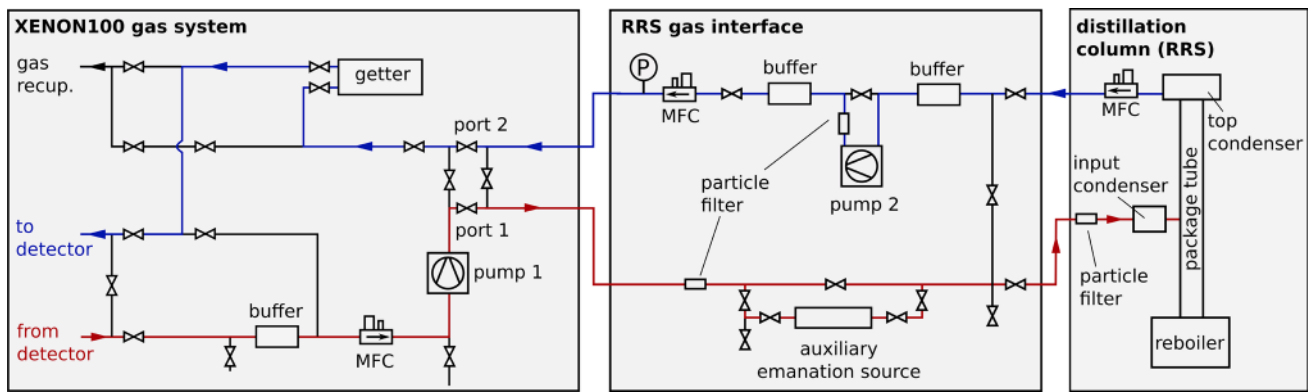 XENON100 gas system
gas
recup.
getter
port 2
port 1
to
detector
pump 1
buffer
from
detector
MFC
RRS gas interface
P
MFC
buffer
buffer
particle
filter
pump 2
auxiliary
emanation source
distillation
column (RRS)
MFC
top
condenser
input
condenser
package tube
particle
filter
reboiler